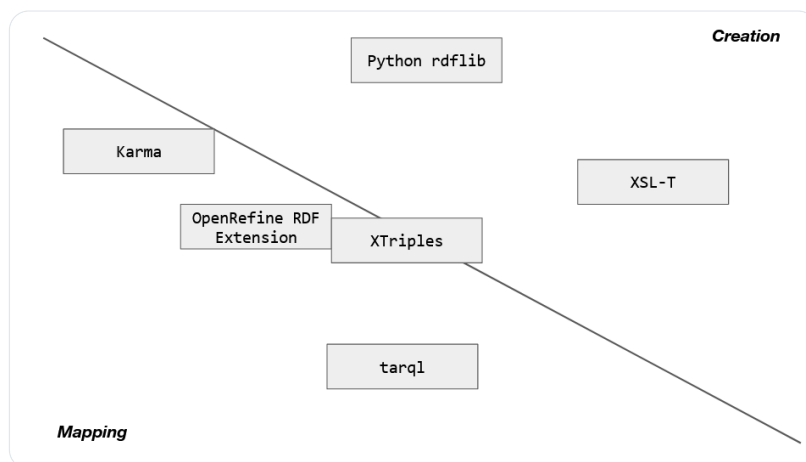 Creation
Python rdflib
Karma
XSL-T
OpenRefine RDF
Extension
XTriples
tarql
Mapping